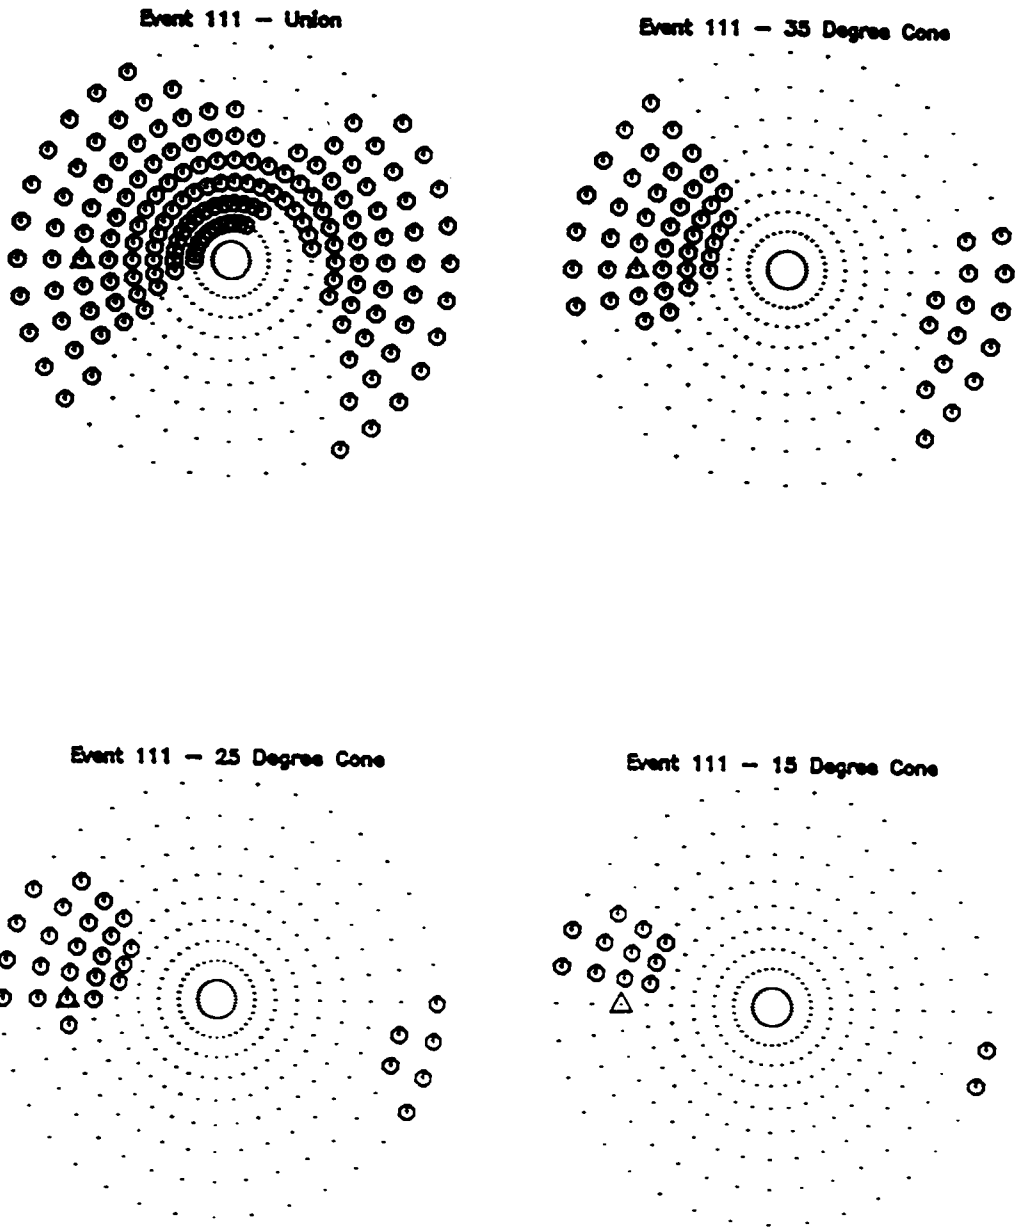 Event 111 — Union
Event 111 — 35 Degree Cone
Event 111 — 25 Degree Cone
Event 111 — 15 Degree Cone